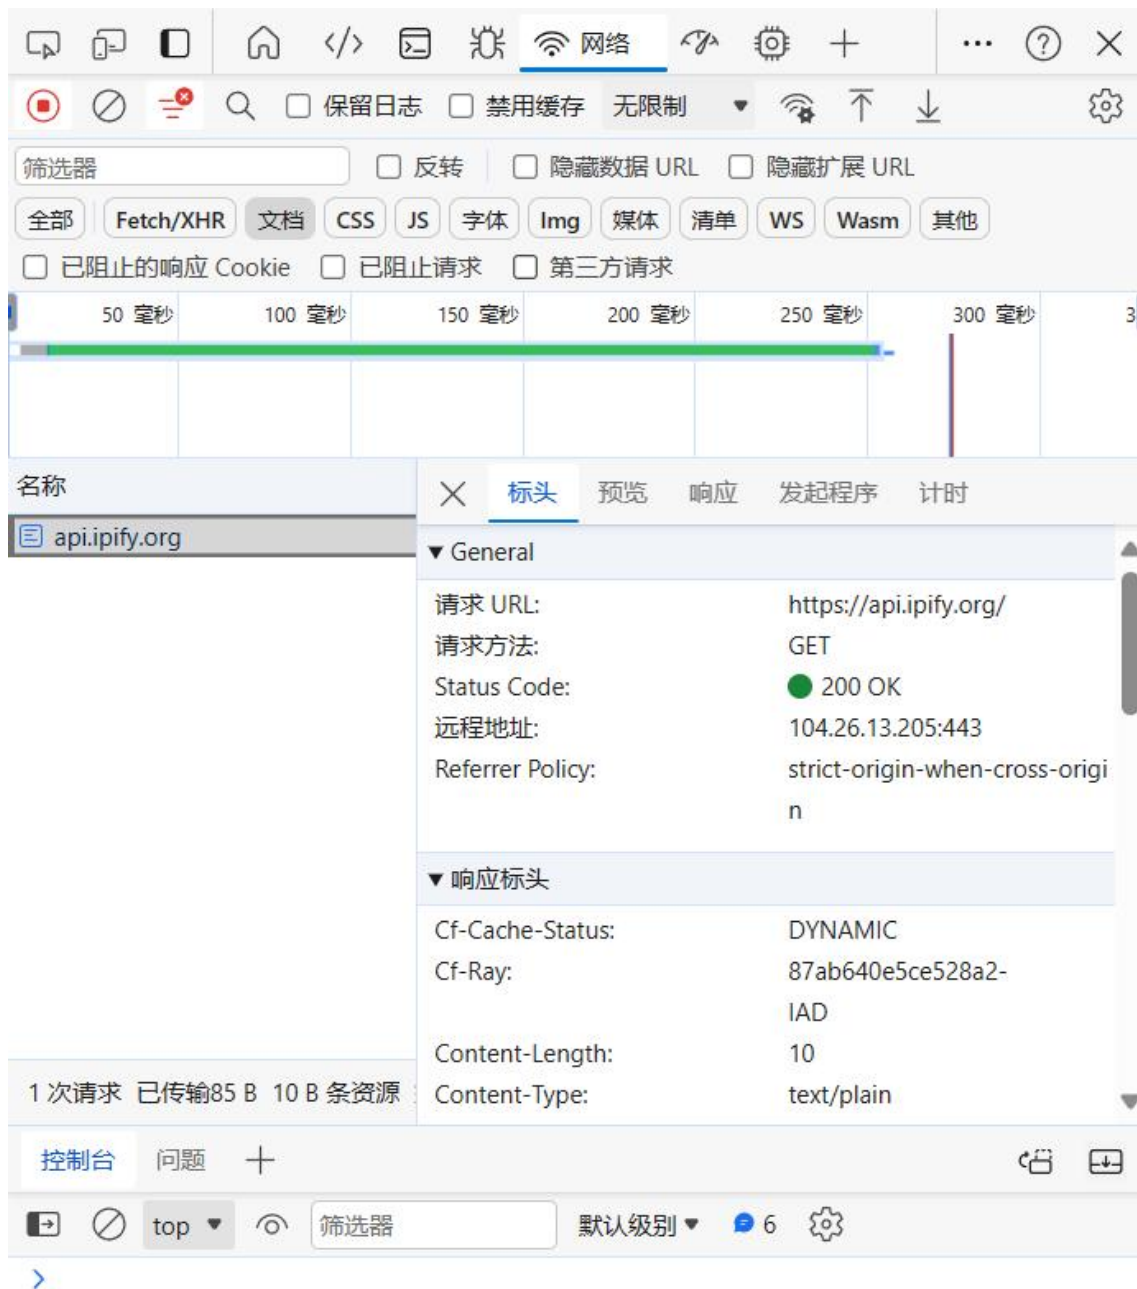 网络
保留日志 禁用缓存 无限制
筛选器 反转 隐藏数据 URL 隐藏扩展 URL
全部 Fetch/XHR 文档 CSS JS 字体 Img 媒体 清单 WS Wasm 其他
已阻止的响应 Cookie 已阻止请求 第三方请求
50 毫秒 100 毫秒 150 毫秒 200 毫秒 250 毫秒 300 毫秒 3
名称 标头 预览 响应 发起程序 计时
api.ipify.org
General
请求 URL: https://api.ipify.org/
请求方法: GET
Status Code: 200 OK
远程地址: 104.26.13.205:443
Referrer Policy: strict-origin-when-cross-origi
n
响应标头
Cf-Cache-Status: DYNAMIC
Cf-Ray: 87ab640e5ce528a2-
IAD
Content-Length: 10
1 次请求 已传输85 B 10 B 条资源
Content-Type: text/plain
控制台 问题
top 筛选器 默认级别 6